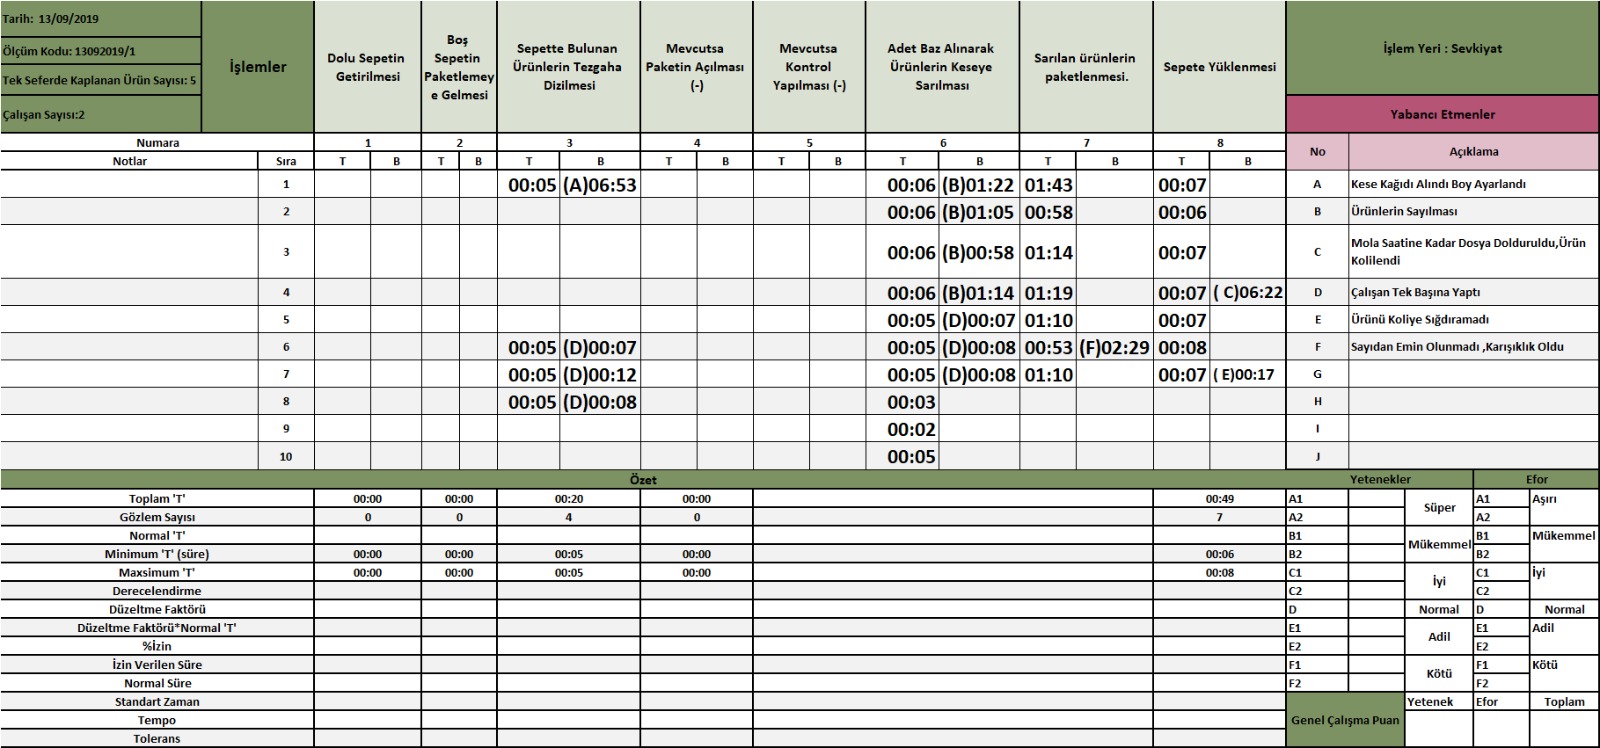 Tarih: 13/09/2019
Ölçüm Kodu: 13092019/1
Tek Seferde Kaplanan Ürün Sayısı: 5
Çalışan Sayısı:2
İşlemler
Dolu Sepetin
Getirilmesi
Boş
Sepetin
Paketlemey
e Gelmesi
Sepette Bulunan
Ürünlerin Tezgaha
Dizilmesi
Mevcutsa
Paketin Açılması
(-)
Mevcutsa
Kontrol
Yapılması (-)
Adet Baz Alınarak
Ürünlerin Keseye
Sarılması
Sarılan ürünlerin
paketlenmesi.
Sepete Yüklenmesi
İşlem Yeri : Sevkiyat
Yabancı Etmenler
Numara 1 2 3 4 5 6 7 8
No Açıklama
Notlar Sıra T B T B T B T B T B T B T B T B
1 00:05 (A)06:53 00:06 (B)01:22 01:43 00:07 A Kese Kağıdı Alındı Boy Ayarlandı
2 00:06 (B)01:05 00:58 00:06 B Ürünlerin Sayılması
3 00:06 (B)00:58 01:14 00:07 C Mola Saatine Kadar Dosya Dolduruldu,Ürün
Kolilendi
4 00:06 (B)01:14 01:19 00:07 ( C)06:22 D Çalışan Tek Başına Yaptı
5 00:05 (D)00:07 01:10 00:07 E Ürünü Koliye Sığdıramadı
6 00:05 (D)00:07 00:05 (D)00:08 00:53 (F)02:29 00:08 F Sayıdan Emin Olunmadı ,Karışıklık Oldu
7 00:05 (D)00:12 00:05 (D)00:08 01:10 00:07 ( E)00:17 G
8 00:05 (D)00:08 00:03 H
9 00:02 I
10 00:05 J
Özet Yetenekler Efor
Toplam 'T' 00:00 00:00 00:20 00:00 00:49 A1 Süper A1 Aşırı
Gözlem Sayısı 0 0 4 0 7 A2 A2
Normal 'T' B1 Mükemmel B1 Mükemmel
Minimum 'T' (süre) 00:00 00:00 00:05 00:00 00:06 B2 B2
Maxsimum 'T' 00:00 00:00 00:05 00:00 00:08 C1 İyi C1 İyi
Derecelendirme C2 C2
Düzeltme Faktörü D Normal D Normal
Düzeltme Faktörü*Normal 'T' E1 Adil E1 Adil
%İzin E2 E2
İzin Verilen Süre F1 Kötü F1 Kötü
Normal Süre F2 F2
Standart Zaman Yetenek Efor Toplam
Tempo Genel Çalışma Puan
Tolerans